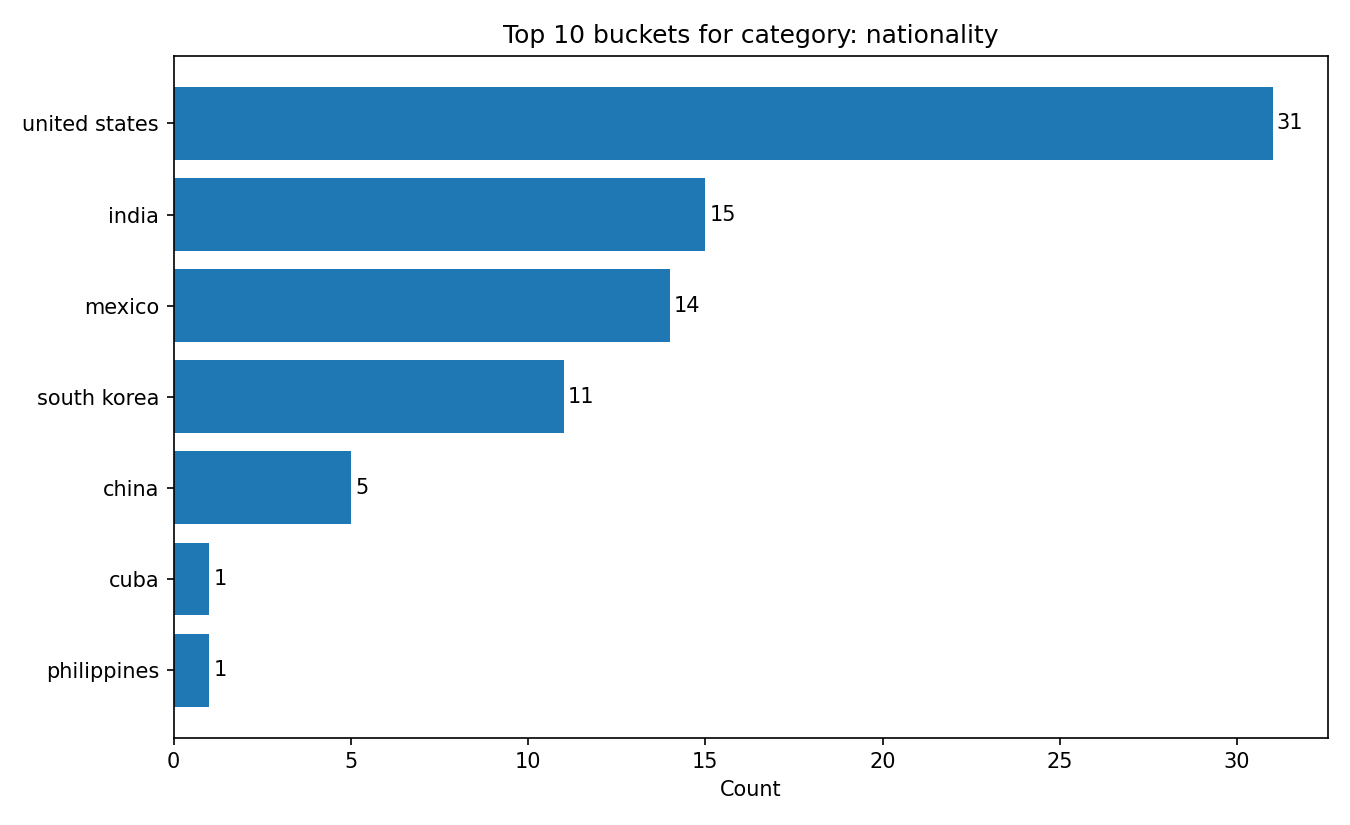 Top 10 buckets for category: nationality
united states 31
india 15
mexico 14
south korea 11
china 5
cuba 1
philippines 1
0 5 10 15 20 25 30
Count